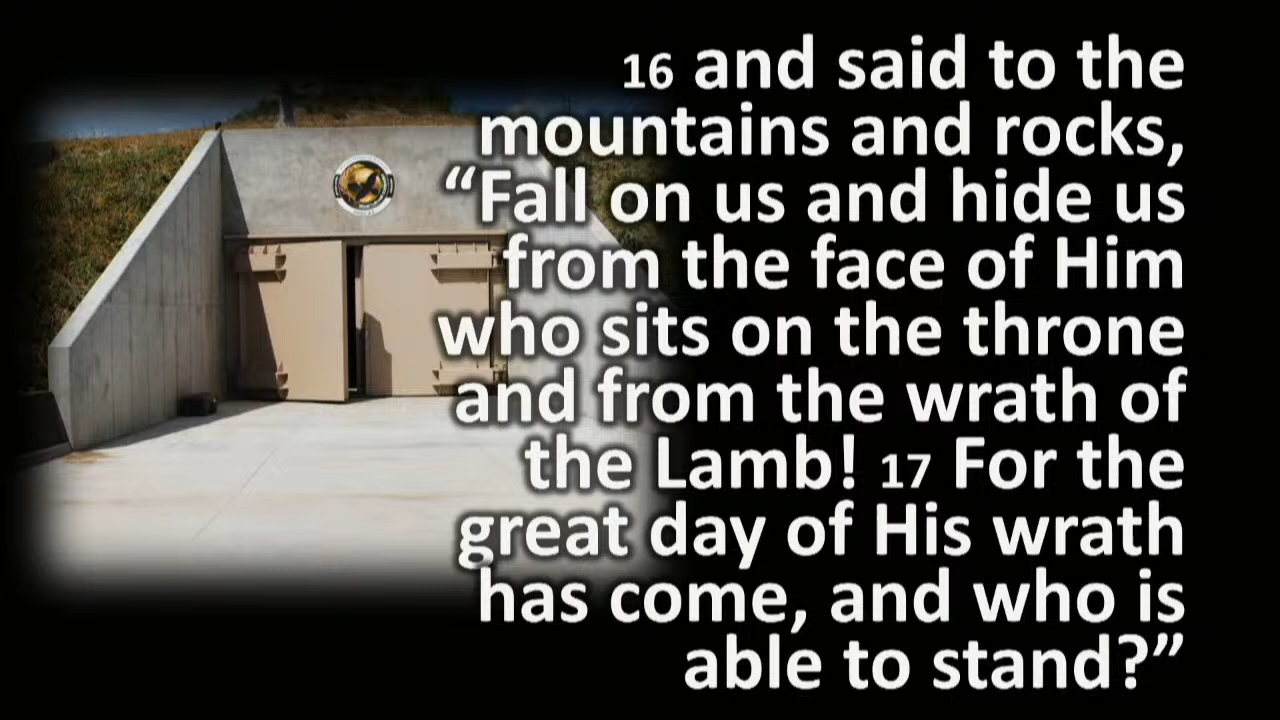 16 and said to the
mountains and rocks,
“Fall on us and hide us
from the face of Him
who sits on the throne
and from the wrath of
the Lamb! 17 For the
great day of His wrath
has come, and who is
able to stand?”